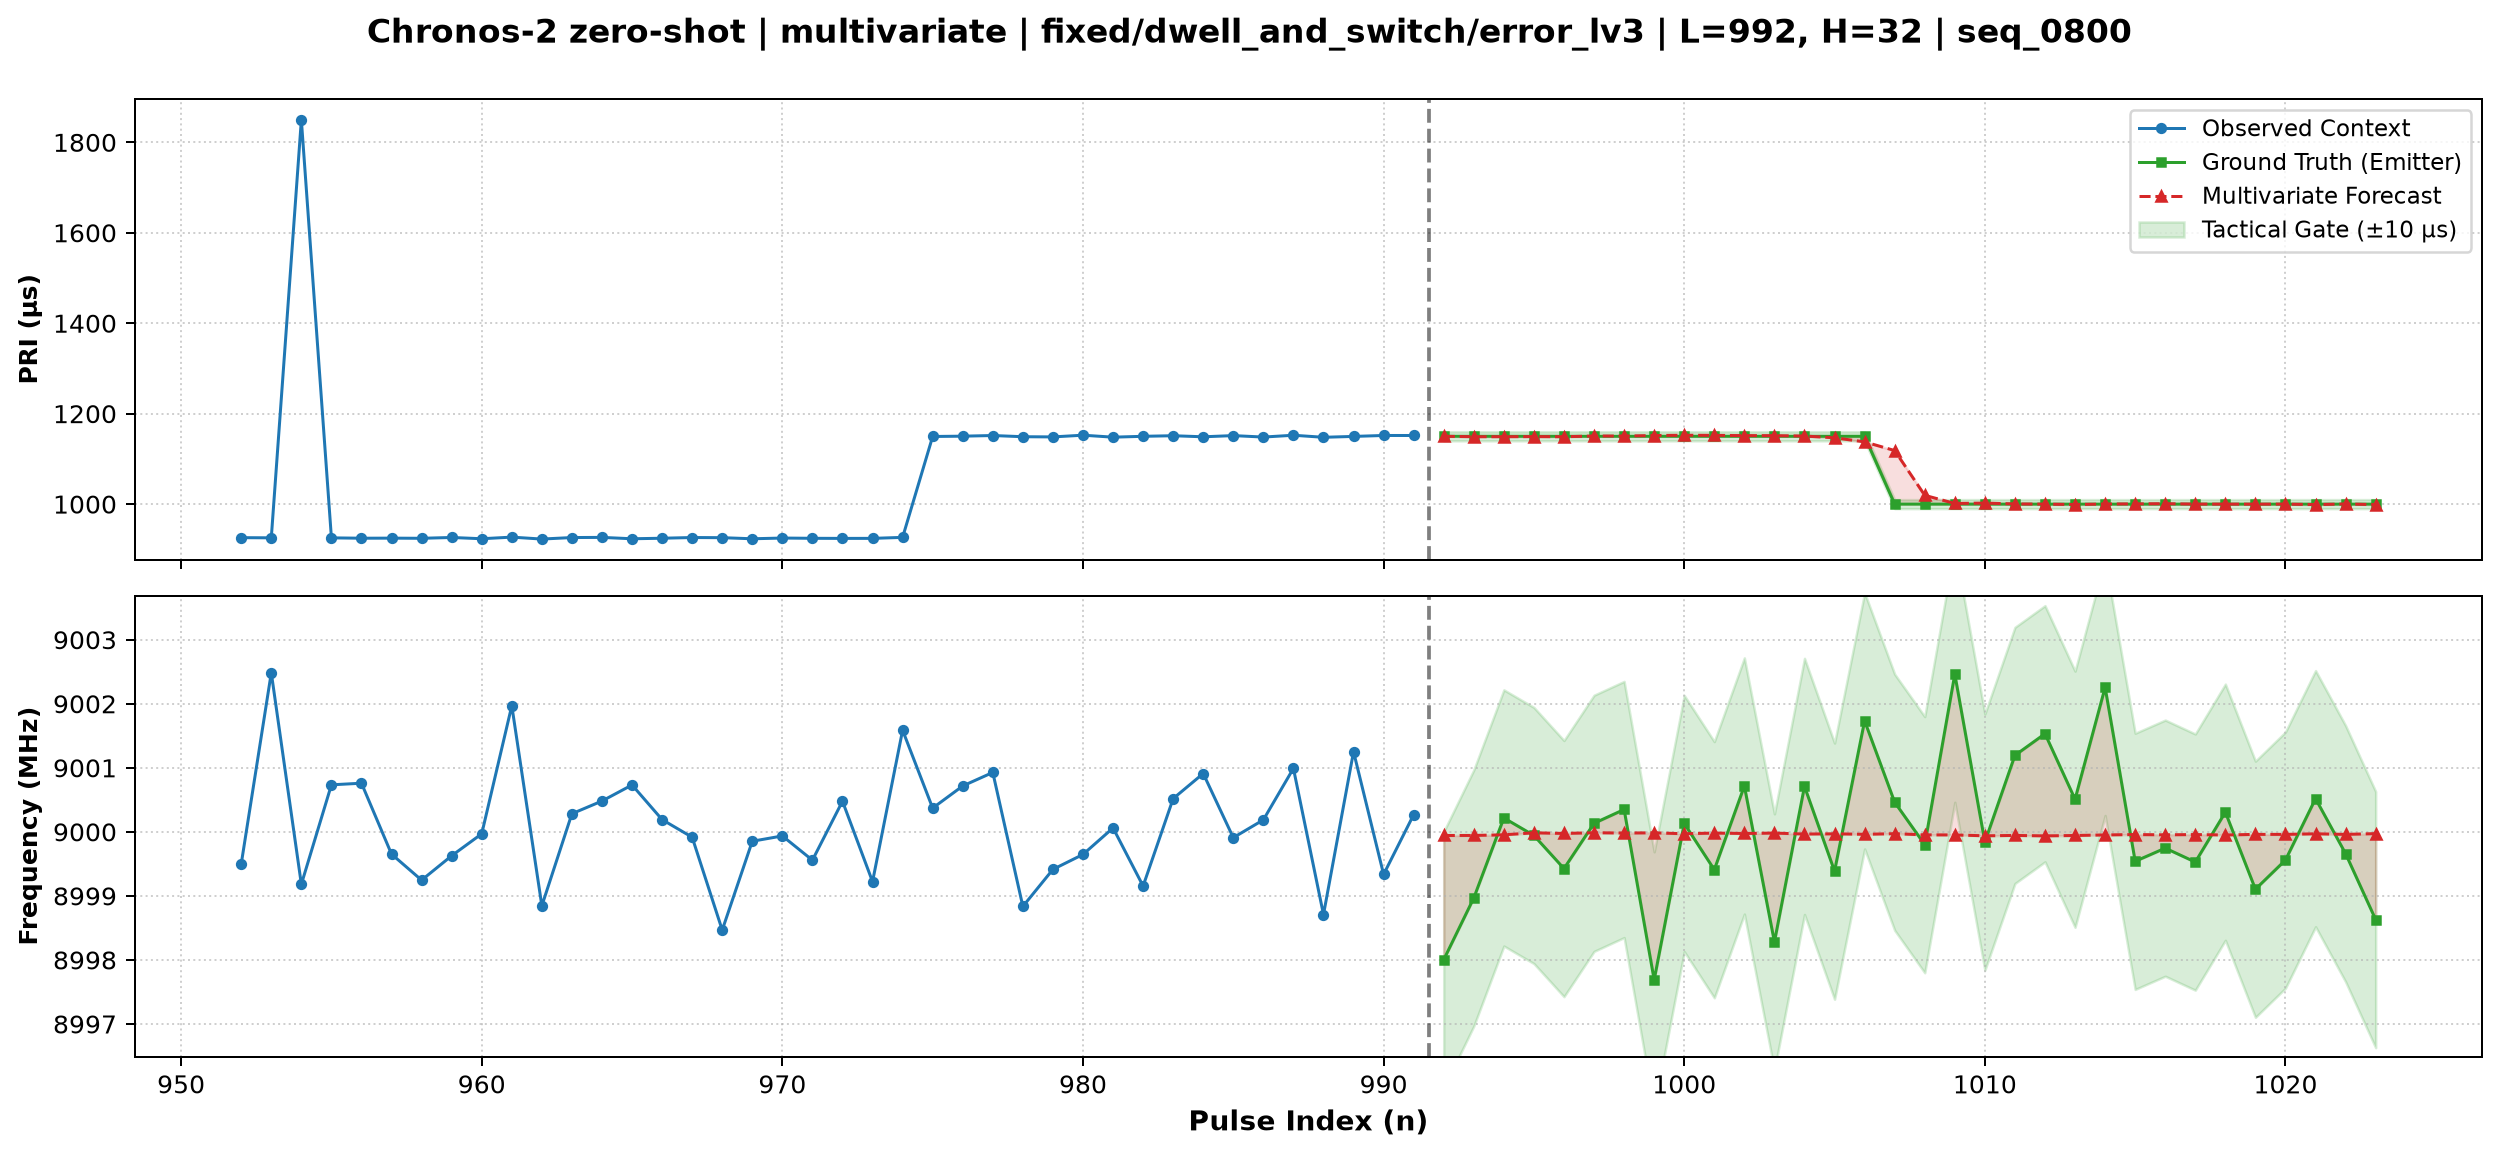 Chronos-2 zero-shot | multivariate | fixed/dwell_and_switch/error_lv3 | L=992, H=32 | seq_0800
PRI (µs)
1800
1600
1400
1200
1000
Observed Context
Ground Truth (Emitter)
Multivariate Forecast
Tactical Gate (±10 µs)
Frequency (MHz)
9003
9002
9001
9000
8999
8998
8997
950 960 970 980 990 1000 1010 1020
Pulse Index (n)